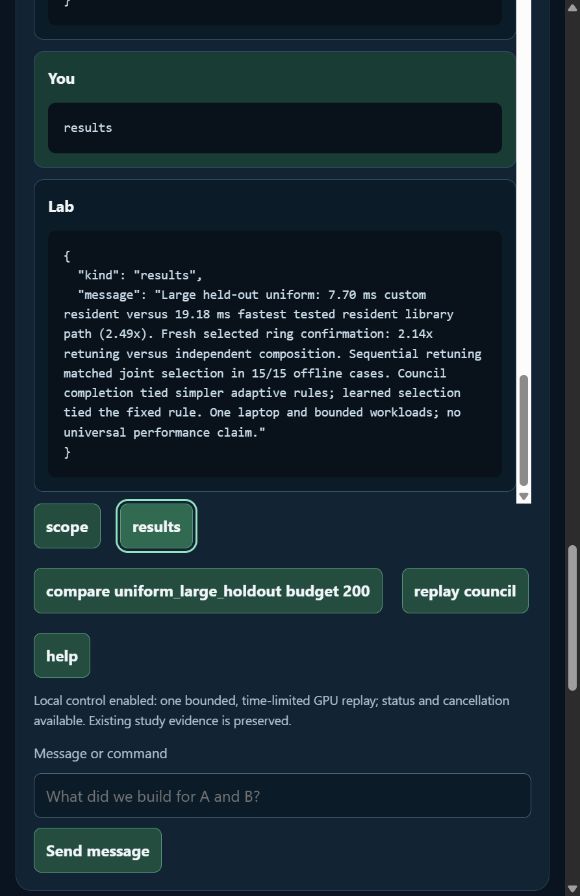 }
You
results
Lab
{
"kind": "results",
"message": "Large held-out uniform: 7.70 ms custom
resident versus 19.18 ms fastest tested resident library
path (2.49x). Fresh selected ring confirmation: 2.14x
retuning versus independent composition. Sequential retuning
matched joint selection in 15/15 offline cases. Council
completion tied simpler adaptive rules; learned selection
tied the fixed rule. One laptop and bounded workloads; no
universal performance claim."
}
scope results
compare uniform_large_holdout budget 200 replay council
help
Local control enabled: one bounded, time-limited GPU replay; status and cancellation
available. Existing study evidence is preserved.
Message or command
What did we build for A and B?
Send message